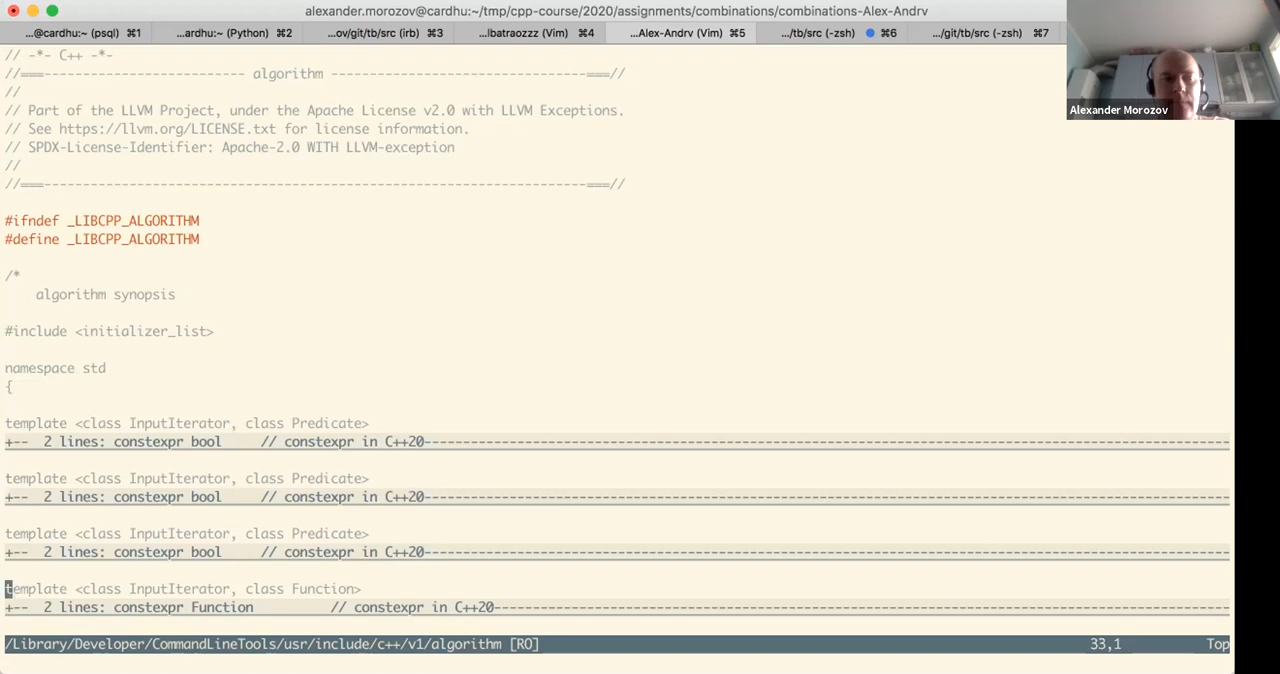 alexander.morozov@cardhu:~/tmp/cpp-course/2020/assignments/combinations/combinations-Alex-Andrv
...@cardhu:~ (psql) ⌘1 ...ardhu:~ (Python) ⌘2 ...ov/git/tb/src (irb) ⌘3 ...lbatraozzz (Vim) ⌘4 ...Alex-Andrv (Vim) ⌘5 .../tb/src (-zsh) ⌘6 .../git/tb/src (-zsh) ⌘7
Alexander Morozov
// -*- C++ -*-
//===-------------------------- algorithm ---------------------------------===//
//
// Part of the LLVM Project, under the Apache License v2.0 with LLVM Exceptions.
// See https://llvm.org/LICENSE.txt for license information.
// SPDX-License-Identifier: Apache-2.0 WITH LLVM-exception
//
//===----------------------------------------------------------------------===//
#ifndef _LIBCPP_ALGORITHM
#define _LIBCPP_ALGORITHM
/*
    algorithm synopsis
#include <initializer_list>
namespace std
{
template <class InputIterator, class Predicate>
+--  2 lines: constexpr bool     // constexpr in C++20--------------------------------------------------------------------------------------------------------
template <class InputIterator, class Predicate>
+--  2 lines: constexpr bool     // constexpr in C++20--------------------------------------------------------------------------------------------------------
template <class InputIterator, class Predicate>
+--  2 lines: constexpr bool     // constexpr in C++20--------------------------------------------------------------------------------------------------------
template <class InputIterator, class Function>
+--  2 lines: constexpr Function          // constexpr in C++20-----------------------------------------------------------------------------------------------
/Library/Developer/CommandLineTools/usr/include/c++/v1/algorithm [RO] 33,1 Top